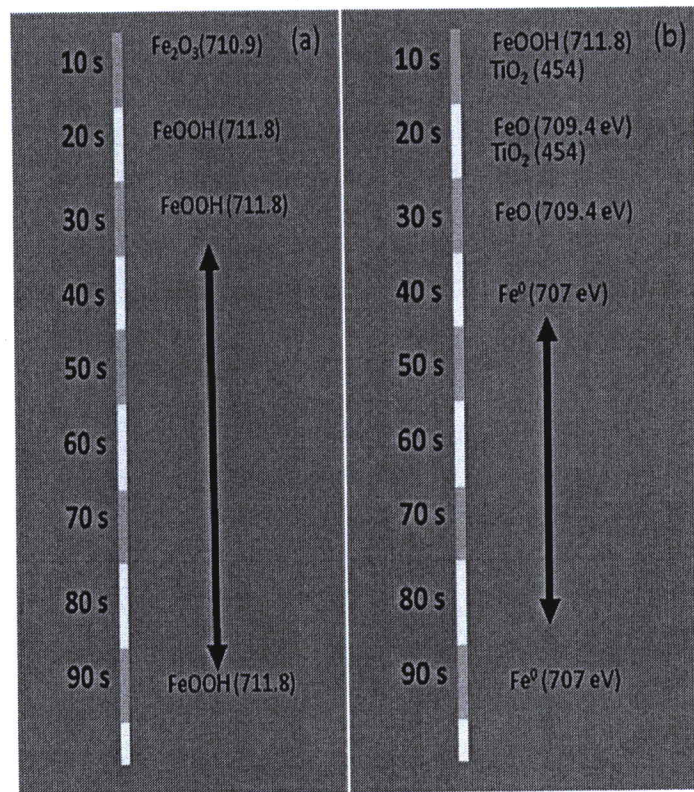 (a)
10 s Fe₂O₃(710.9)
20 s FeOOH(711.8)
30 s FeOOH(711.8)
40 s
50 s
60 s
70 s
80 s
90 s FeOOH(711.8)
(b)
10 s FeOOH(711.8)
TiO₂(454)
20 s FeO(709.4 eV)
TiO₂(454)
30 s FeO(709.4 eV)
40 s Fe⁰(707 eV)
50 s
60 s
70 s
80 s
90 s Fe⁰(707 eV)